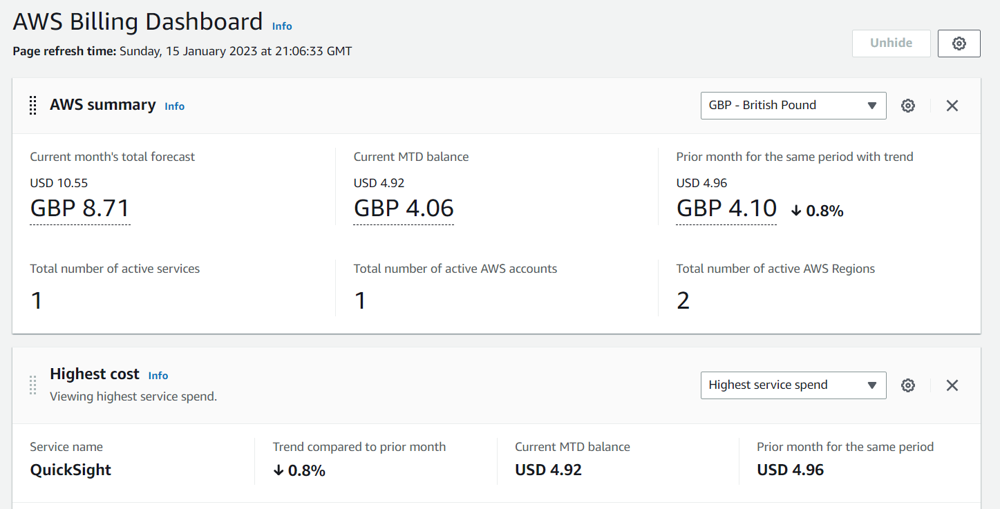 AWS Billing Dashboard Info
Page refresh time: Sunday, 15 January 2023 at 21:06:33 GMT
Unhide
AWS summary Info
GBP - British Pound
Current month's total forecast
USD 10.55
GBP 8.71
Current MTD balance
USD 4.92
GBP 4.06
Prior month for the same period with trend
USD 4.96
GBP 4.10 ↓ 0.8%
Total number of active services
1
Total number of active AWS accounts
1
Total number of active AWS Regions
2
Highest cost Info
Viewing highest service spend.
Highest service spend
Service name
QuickSight
Trend compared to prior month
↓ 0.8%
Current MTD balance
USD 4.92
Prior month for the same period
USD 4.96